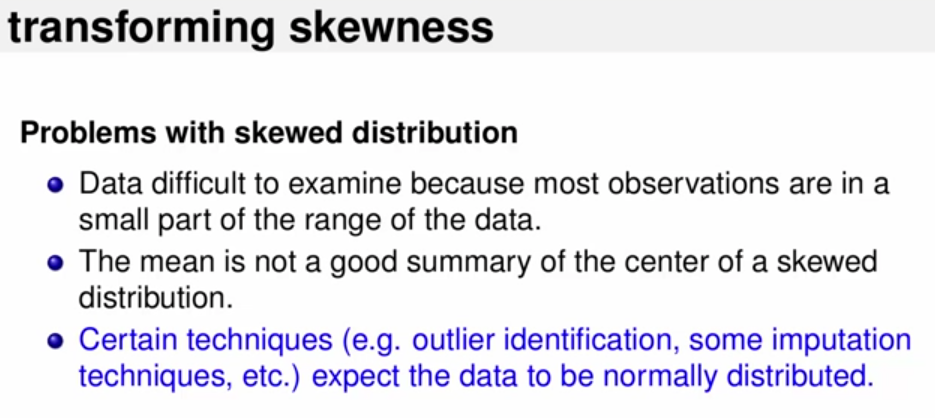 transforming skewness
Problems with skewed distribution
Data difficult to examine because most observations are in a
small part of the range of the data.
The mean is not a good summary of the center of a skewed
distribution.
Certain techniques (e.g. outlier identification, some imputation
techniques, etc.) expect the data to be normally distributed.